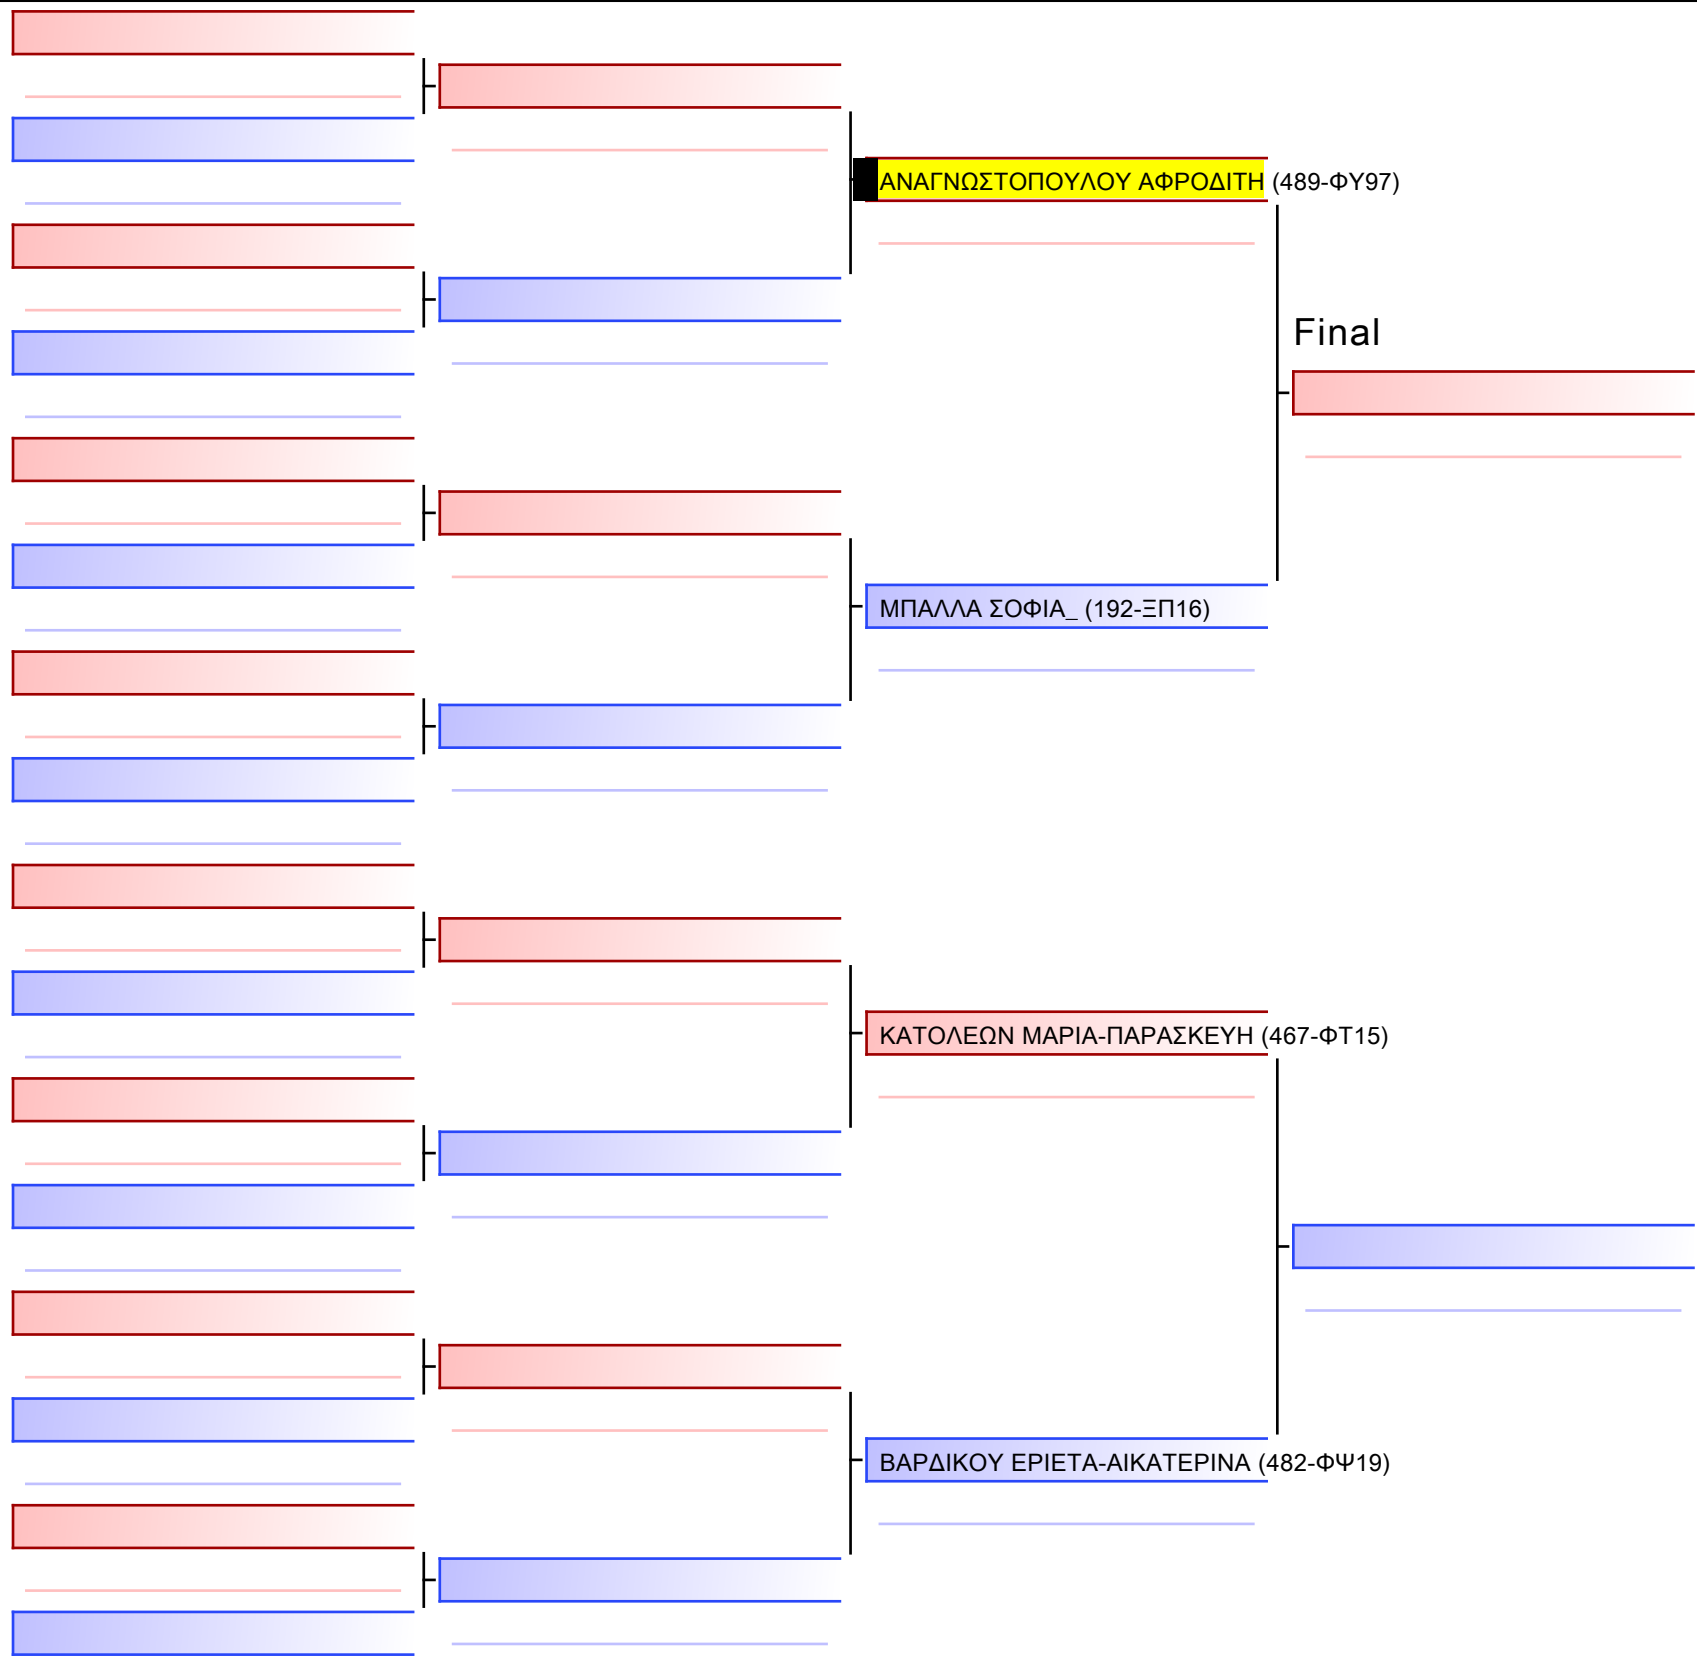 ΑΝΑΓΝΩΣΤΟΠΟΥΛΟΥ ΑΦΡΟΔΙΤΗ (489-ΦΥ97)
Final
ΜΠΑΛΛΑ ΣΟΦΙΑ_ (192-ΞΠ16)
ΚΑΤΟΛΕΩΝ ΜΑΡΙΑ-ΠΑΡΑΣΚΕΥΗ (467-ΦΤ15)
ΒΑΡΔΙΚΟΥ ΕΡΙΕΤΑ-ΑΙΚΑΤΕΡΙΝΑ (482-ΦΨ19)